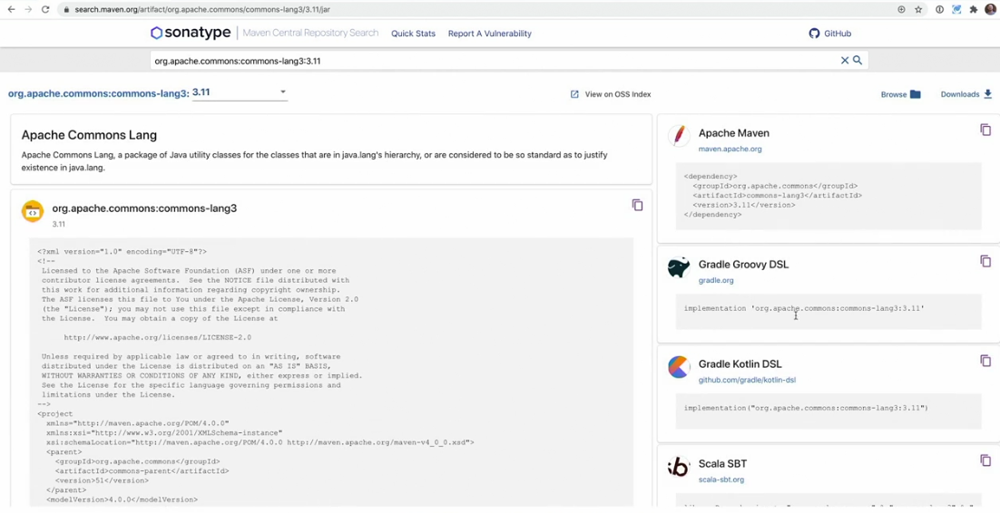 search.maven.org/artifact/org.apache.commons/commons-lang3/3.11/jar
sonatype
Maven Central Repository Search
Quick Stats
Report A Vulnerability
GitHub
org.apache.commons:commons-lang3:3.11
org.apache.commons:commons-lang3: 3.11
View on OSS Index
Browse
Downloads
Apache Commons Lang
Apache Commons Lang, a package of Java utility classes for the classes that are in java.lang's hierarchy, or are considered to be so standard as to justify
existence in java.lang.
org.apache.commons:commons-lang3
3.11
<?xml version="1.0" encoding="UTF-8"?>
<!--
Licensed to the Apache Software Foundation (ASF) under one or more
contributor license agreements.  See the NOTICE file distributed with
this work for additional information regarding copyright ownership.
The ASF licenses this file to You under the Apache License, Version 2.0
(the "License"); you may not use this file except in compliance with
the License.  You may obtain a copy of the License at
http://www.apache.org/licenses/LICENSE-2.0
Unless required by applicable law or agreed to in writing, software
distributed under the License is distributed on an "AS IS" BASIS,
WITHOUT WARRANTIES OR CONDITIONS OF ANY KIND, either express or implied.
See the License for the specific language governing permissions and
limitations under the License.
-->
<project
xmlns="http://maven.apache.org/POM/4.0.0"
xmlns:xsi="http://www.w3.org/2001/XMLSchema-instance"
xsi:schemaLocation="http://maven.apache.org/POM/4.0.0 http://maven.apache.org/maven-v4_0_0.xsd">
<parent>
<groupId>org.apache.commons</groupId>
<artifactId>commons-parent</artifactId>
<version>51</version>
</parent>
<modelVersion>4.0.0</modelVersion>
Apache Maven
maven.apache.org
<dependency>
<groupId>org.apache.commons</groupId>
<artifactId>commons-lang3</artifactId>
<version>3.11</version>
</dependency>
Gradle Groovy DSL
gradle.org
implementation 'org.apache.commons:commons-lang3:3.11'
Gradle Kotlin DSL
github.com/gradle/kotlin-dsl
implementation("org.apache.commons:commons-lang3:3.11")
Scala SBT
scala-sbt.org